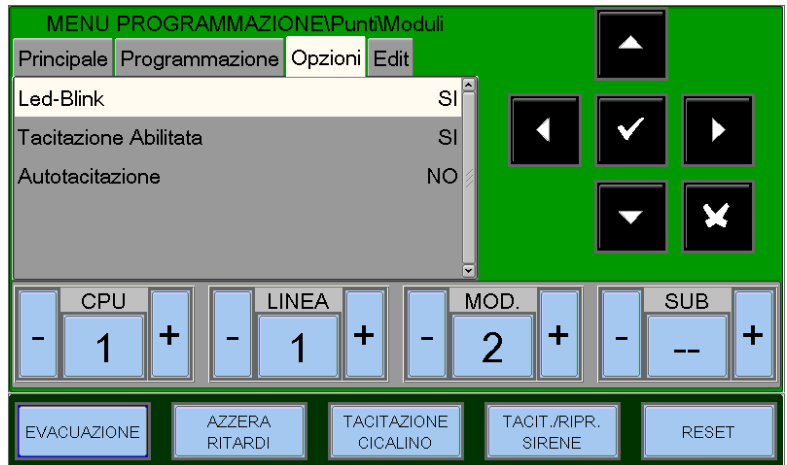 MENU PROGRAMMAZIONE\Punti\Moduli
Principale Programmazione Opzioni Edit
Led-Blink SI
Tacitazione Abilitata SI
Autotacitazione NO
CPU LINEA MOD. SUB
- 1 + - 1 + - 2 + - -- +
EVACUAZIONE AZZERA RITARDI TACITAZIONE CICALINO TACIT./RIPR. SIRENE RESET